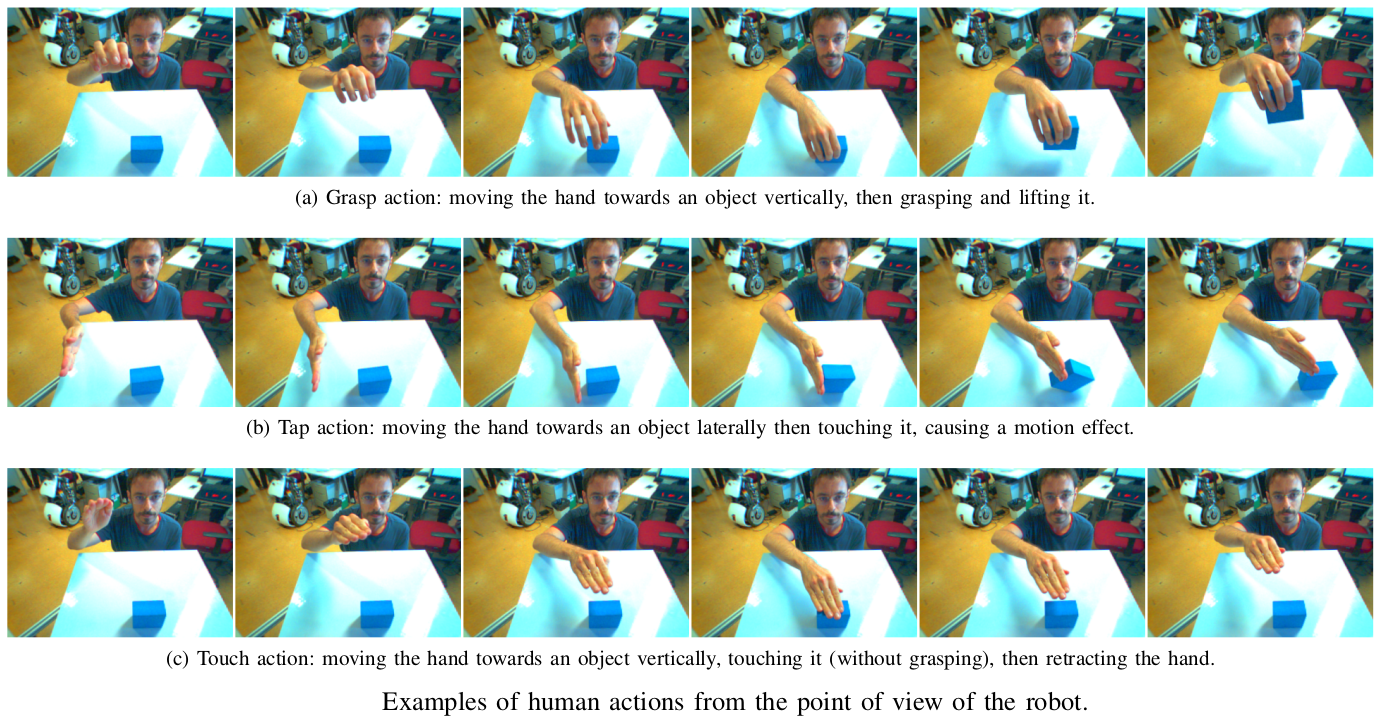 (a) Grasp action: moving the hand towards an object vertically, then grasping and lifting it.
(b) Tap action: moving the hand towards an object laterally then touching it, causing a motion effect.
(c) Touch action: moving the hand towards an object vertically, touching it (without grasping), then retracting the hand.
Examples of human actions from the point of view of the robot.